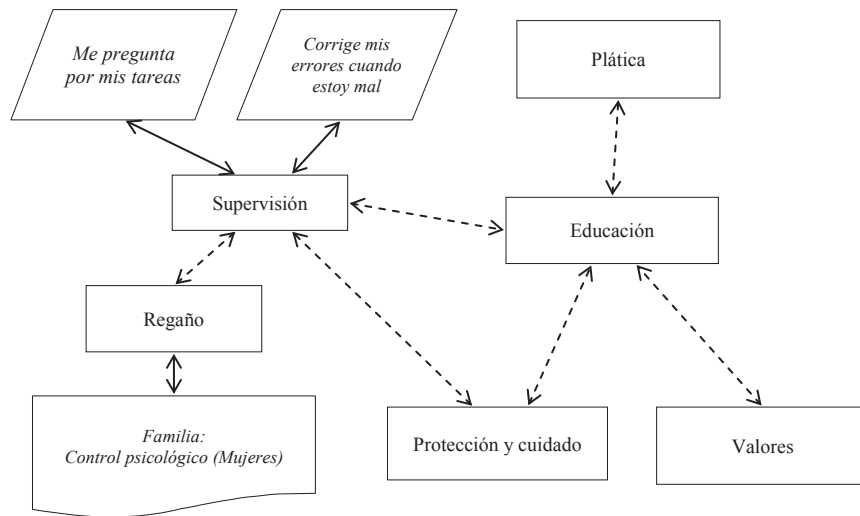 Me pregunta
por mis tareas
Corrige mis
errores cuando
estoy mal
Plática
Supervisión
Educación
Regaño
Familia:
Control psicológico (Mujeres)
Protección y cuidado
Valores